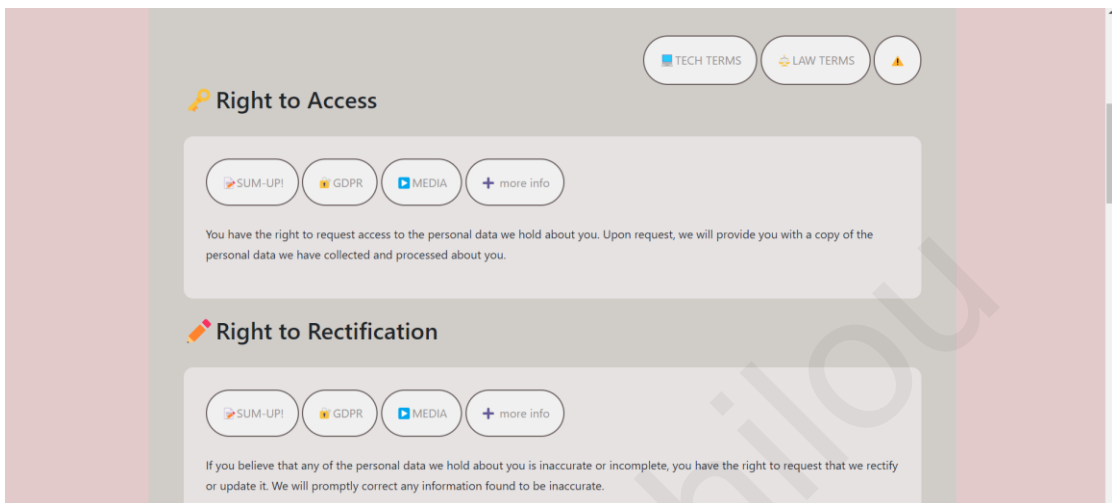 TECH TERMS LAW TERMS
Right to Access
SUM-UP! GDPR MEDIA more info
You have the right to request access to the personal data we hold about you. Upon request, we will provide you with a copy of the
personal data we have collected and processed about you.
Right to Rectification
SUM-UP! GDPR MEDIA more info
If you believe that any of the personal data we hold about you is inaccurate or incomplete, you have the right to request that we rectify
or update it. We will promptly correct any information found to be inaccurate.